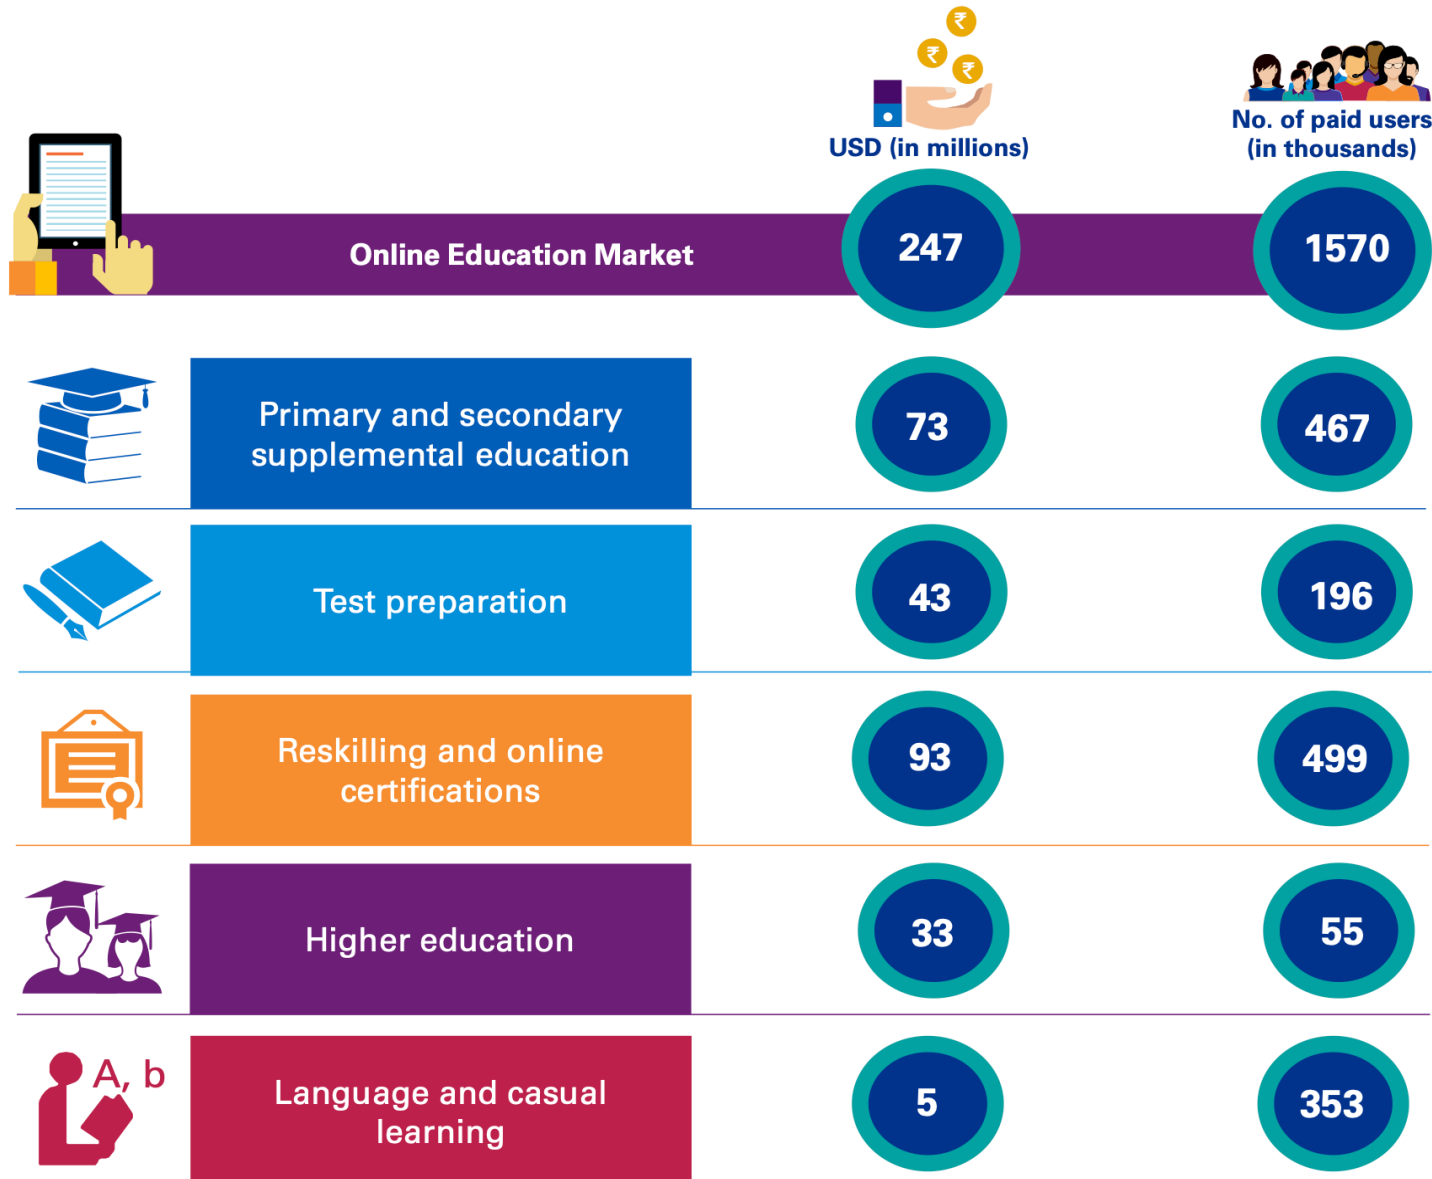 ₹
₹
₹
USD (in millions)
No. of paid users
(in thousands)
Online Education Market
247
1570
Primary and secondary
supplemental education
73
467
Test preparation
43
196
Reskilling and online
certifications
93
499
Higher education
33
55
A, b
Language and casual
learning
5
353